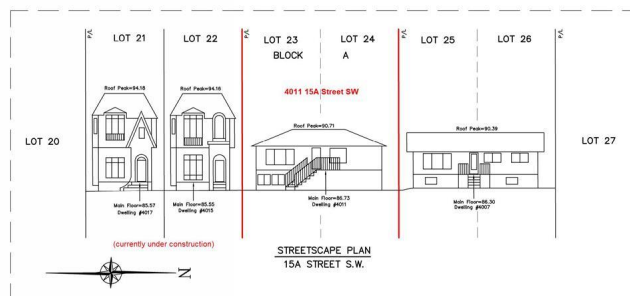 P/L
LOT 21
LOT 22
LOT 23
BLOCK
P/L
LOT 24
A
P/L
LOT 25
LOT 26
P/L
4011 15A Street SW
Roof Peak=94.18
Roof Peak=94.16
Roof Peak=90.71
Roof Peak=90.39
LOT 20
LOT 27
Main Floor=85.57
Dwelling #4017
Main Floor=85.55
Dwelling #4015
Main Floor=86.73
Dwelling #4011
Main Floor=86.30
Dwelling #4007
(currently under construction)
STREETSCAPE PLAN
15A STREET S.W.
N